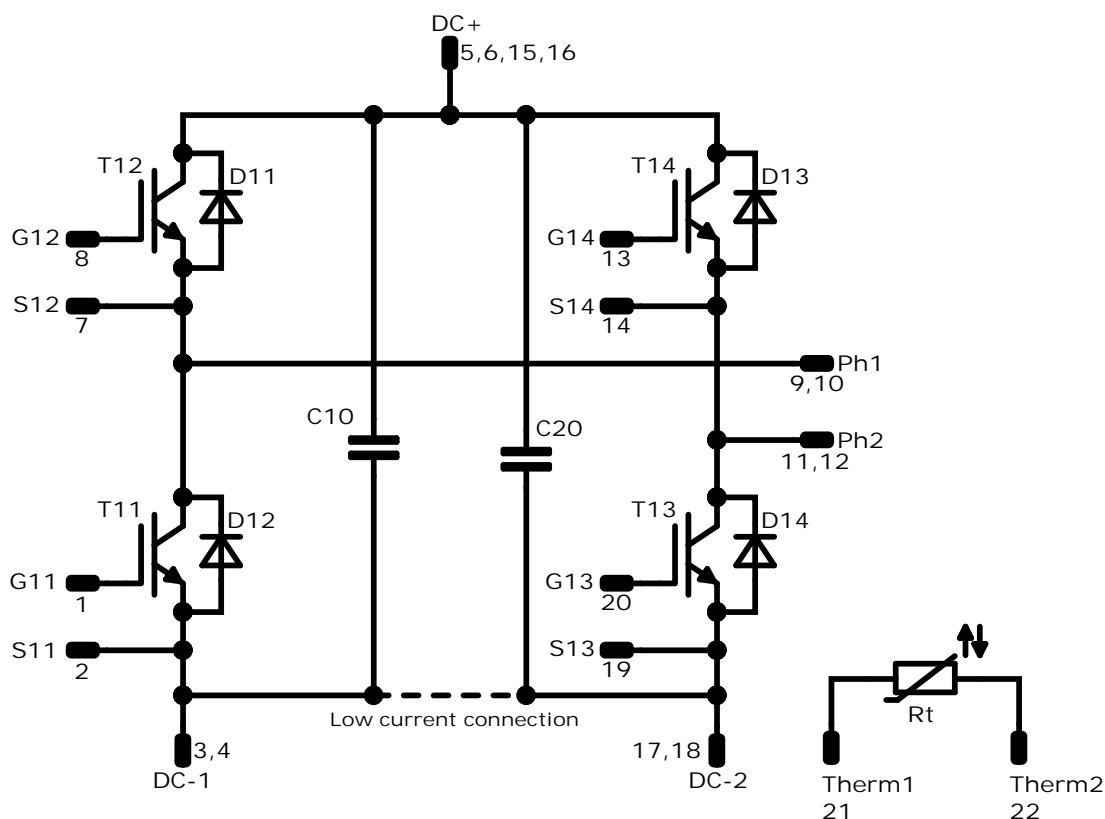 DC+
5,6,15,16
T12
D11
T14
D13
G12
8
G14
13
S12
7
S14
14
Ph1
9,10
C10
C20
Ph2
11,12
T11
D12
T13
D14
G11
1
G13
20
S11
2
S13
19
Low current connection
Rt
3,4
DC-1
17,18
DC-2
Therm1
21
Therm2
22